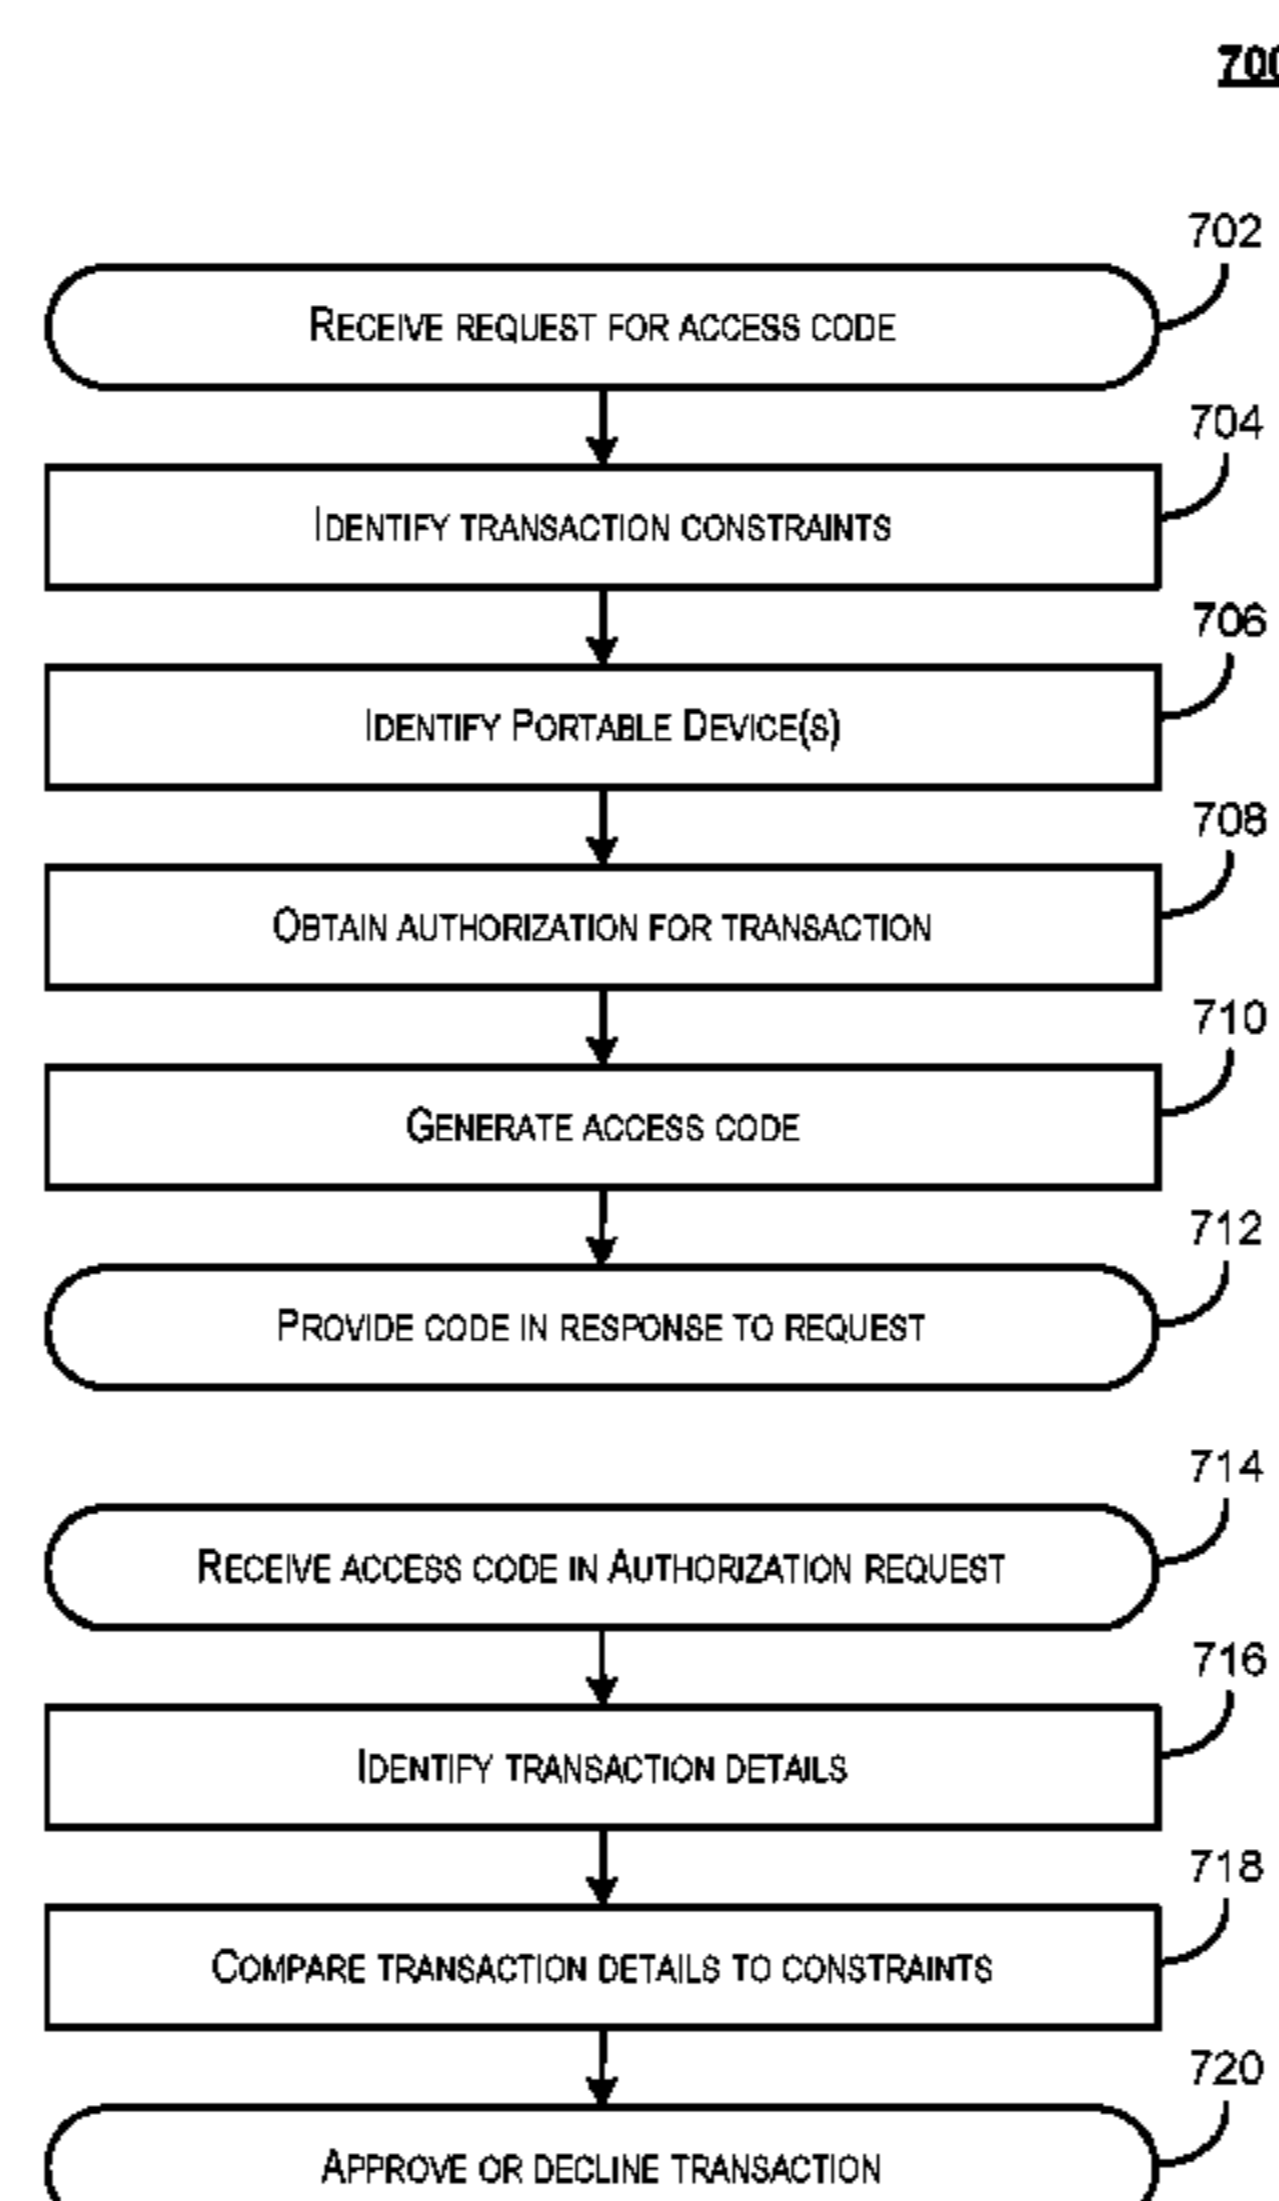 700
702
RECEIVE REQUEST FOR ACCESS CODE
704
IDENTIFY TRANSACTION CONSTRAINTS
706
IDENTIFY PORTABLE DEVICE(S)
708
OBTAIN AUTHORIZATION FOR TRANSACTION
710
GENERATE ACCESS CODE
712
PROVIDE CODE IN RESPONSE TO REQUEST
714
RECEIVE ACCESS CODE IN AUTHORIZATION REQUEST
716
IDENTIFY TRANSACTION DETAILS
718
COMPARE TRANSACTION DETAILS TO CONSTRAINTS
720
APPROVE OR DECLINE TRANSACTION